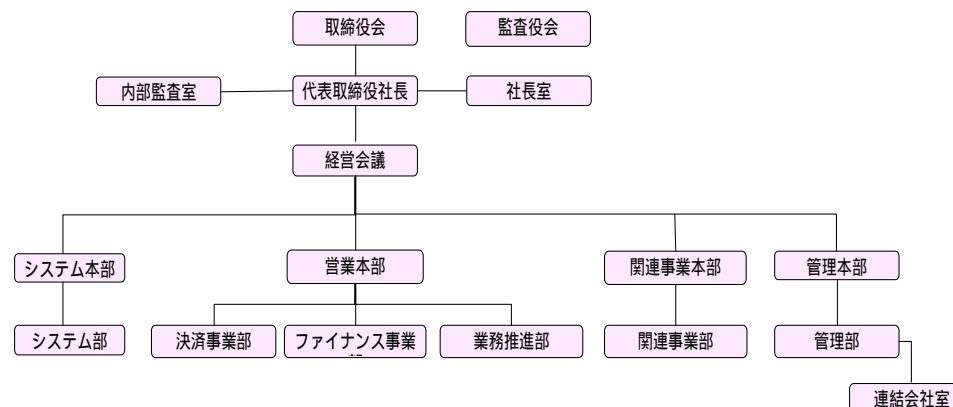 取締役会
監査役会
内部監査室
代表取締役社長
社長室
経営会議
システム本部
営業本部
関連事業本部
管理本部
システム部
決済事業部
ファイナンス事業
業務推進部
関連事業部
管理部
連結会社室